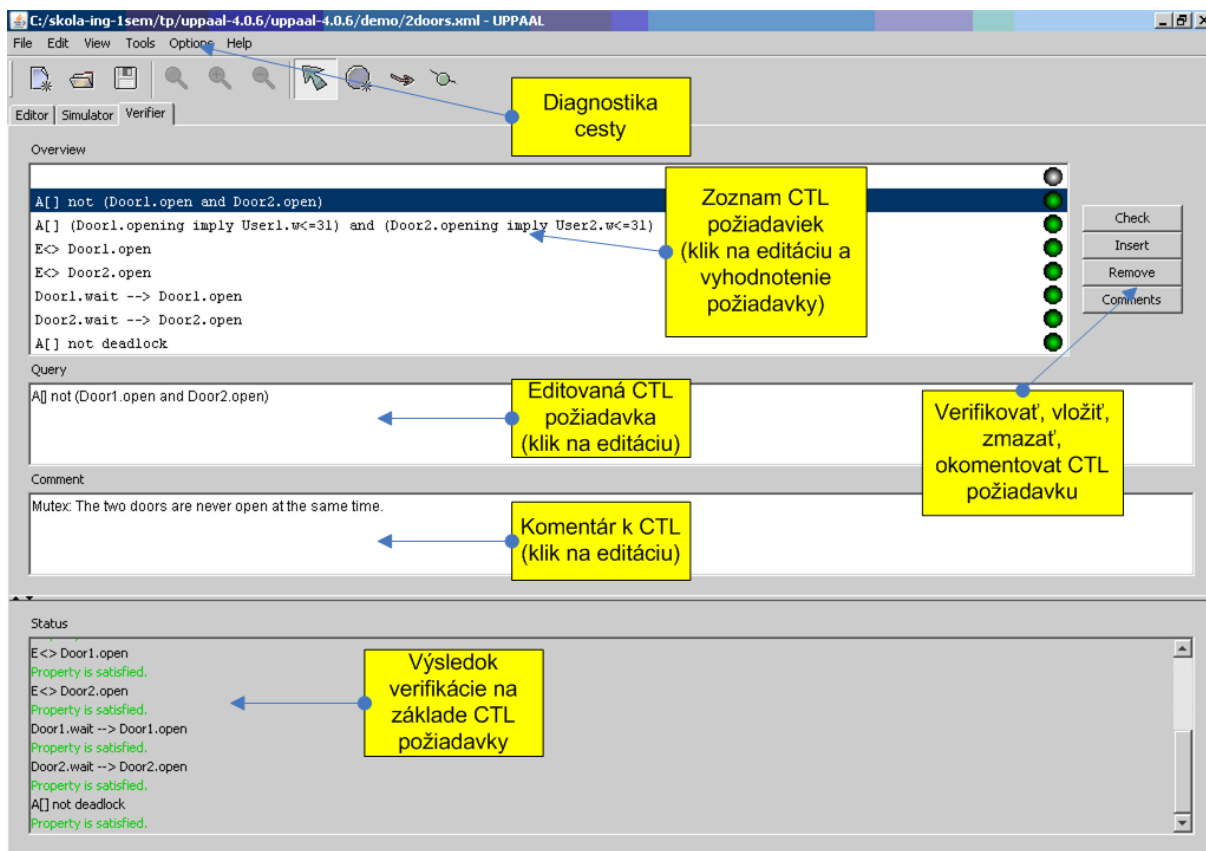 C:/skola-ing-1sem/tp/uppaal-4.0.6/uppaal-4.0.6/demo/2doors.xml - UPPAAL
File Edit View Tools Options Help
Diagnostika
cesty
Editor Simulator Verifier
Overview
A[] not (Door1.open and Door2.open)
A[] (Door1.opening imply User1.w<=31) and (Door2.opening imply User2.w<=31)
E<> Door1.open
E<> Door2.open
Door1.wait --> Door1.open
Door2.wait --> Door2.open
A[] not deadlock
Zoznam CTL
požiadaviek
(klik na editáciu a
vyhodnotenie
požiadavky)
Check
Insert
Remove
Comments
Query
A[] not (Door1.open and Door2.open)
Editovaná CTL
požiadavka
(klik na editáciu)
Verifikovať, vložiť,
zmazať,
okomentovat CTL
požiadavku
Comment
Mutex: The two doors are never open at the same time.
Komentár k CTL
(klik na editáciu)
Status
E<> Door1.open
Property is satisfied.
E<> Door2.open
Property is satisfied.
Door1.wait --> Door1.open
Property is satisfied.
Door2.wait --> Door2.open
Property is satisfied.
A[] not deadlock
Property is satisfied.
Výsledok
verifikácie na
základe CTL
požiadavky